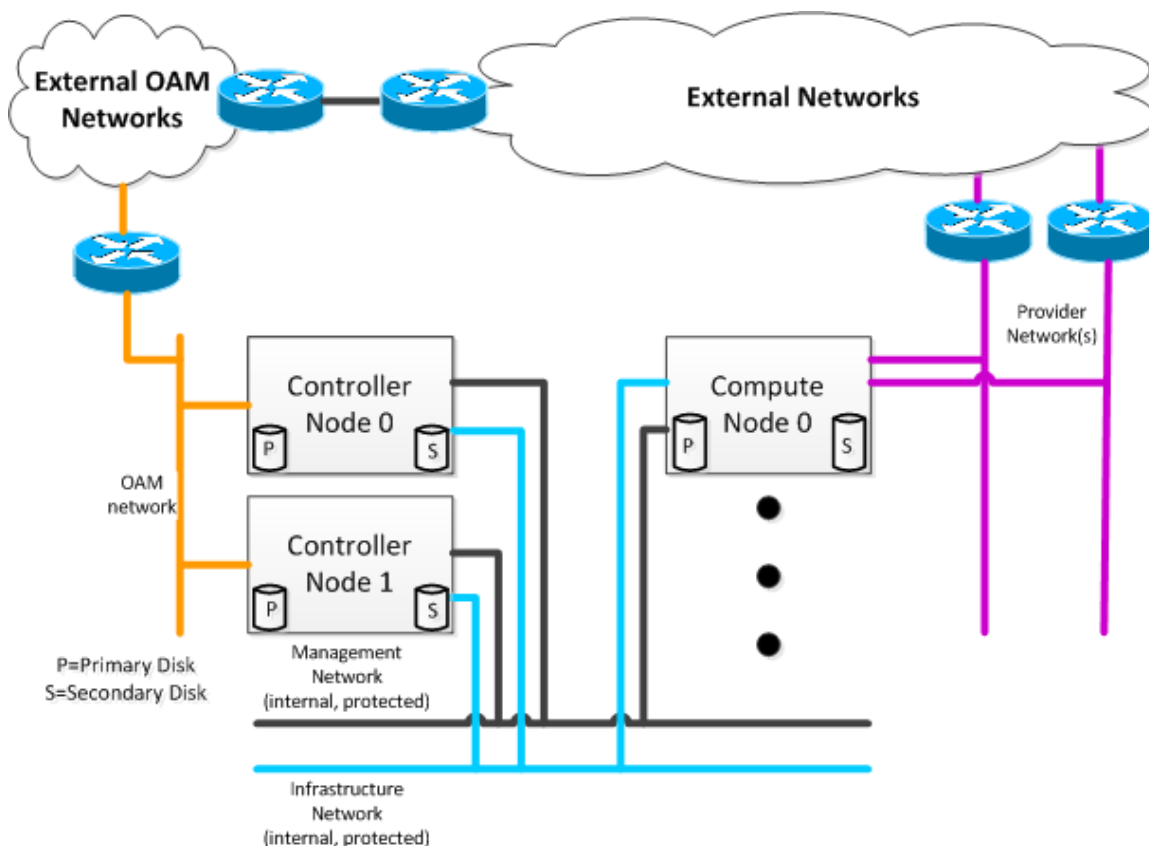 External OAM
Networks
External Networks
Provider
Network(s)
Controller
Node 0
P
S
Compute
Node 0
P
S
OAM
network
Controller
Node 1
P
S
P=Primary Disk
S=Secondary Disk
Management
Network
(internal, protected)
Infrastructure
Network
(internal, protected)